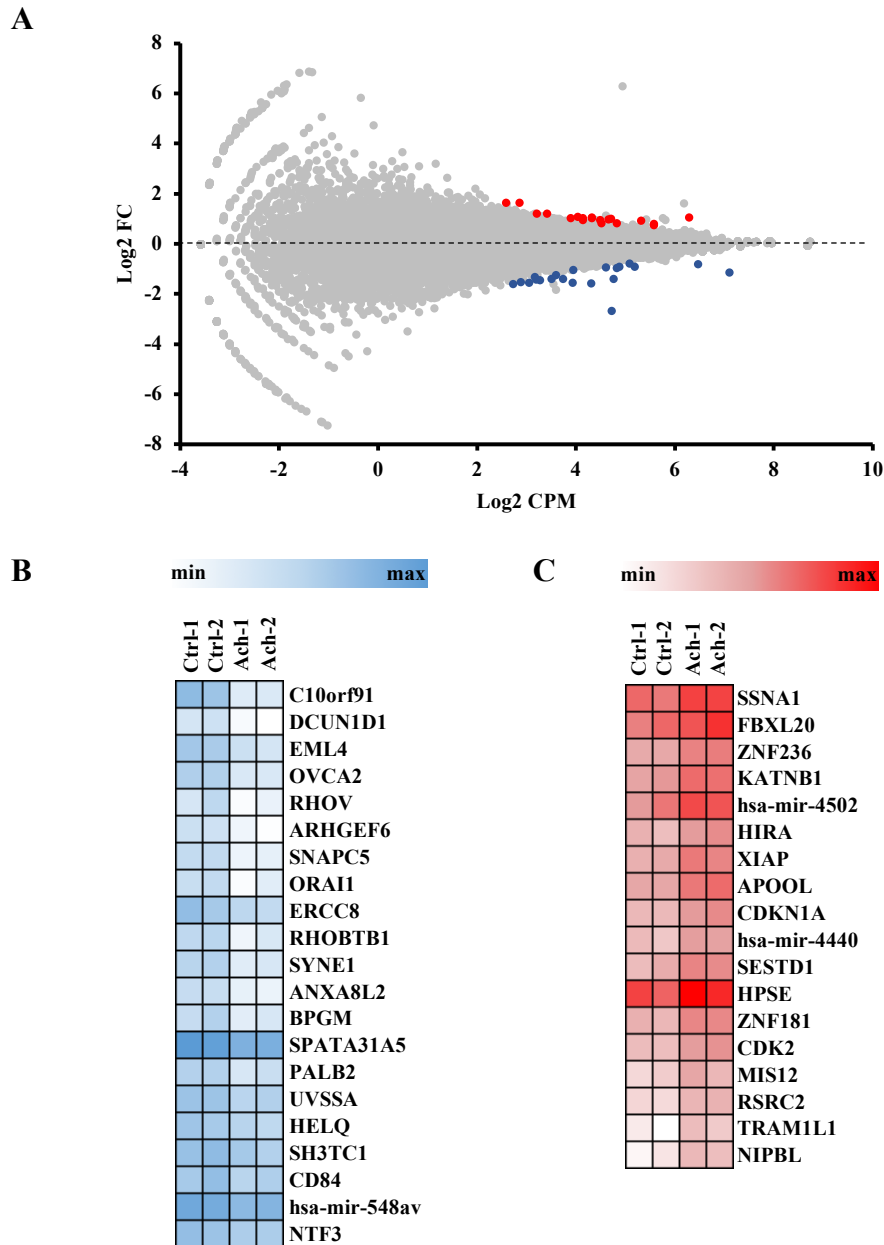 A
8
6
4
2
0
-2
-4
-6
-8
Log2 FC
-4 -2 0 2 4 6 8 10
Log2 CPM
B
min max
Ctrl-1 Ctrl-2 Ach-1 Ach-2
C10orf91
DCUN1D1
EML4
OVCA2
RHOV
ARHGEF6
SNAPC5
ORAI1
ERCC8
RHOBTB1
SYNE1
ANXA8L2
BPGM
SPATA31A5
PALB2
UVSSA
HELQ
SH3TC1
CD84
hsa-mir-548av
NTF3
C
min max
Ctrl-1 Ctrl-2 Ach-1 Ach-2
SSNA1
FBXL20
ZNF236
KATNB1
hsa-mir-4502
HIRA
XIAP
APOOL
CDKN1A
hsa-mir-4440
SESTD1
HPSE
ZNF181
CDK2
MIS12
RSRC2
TRAM1L1
NIPBL